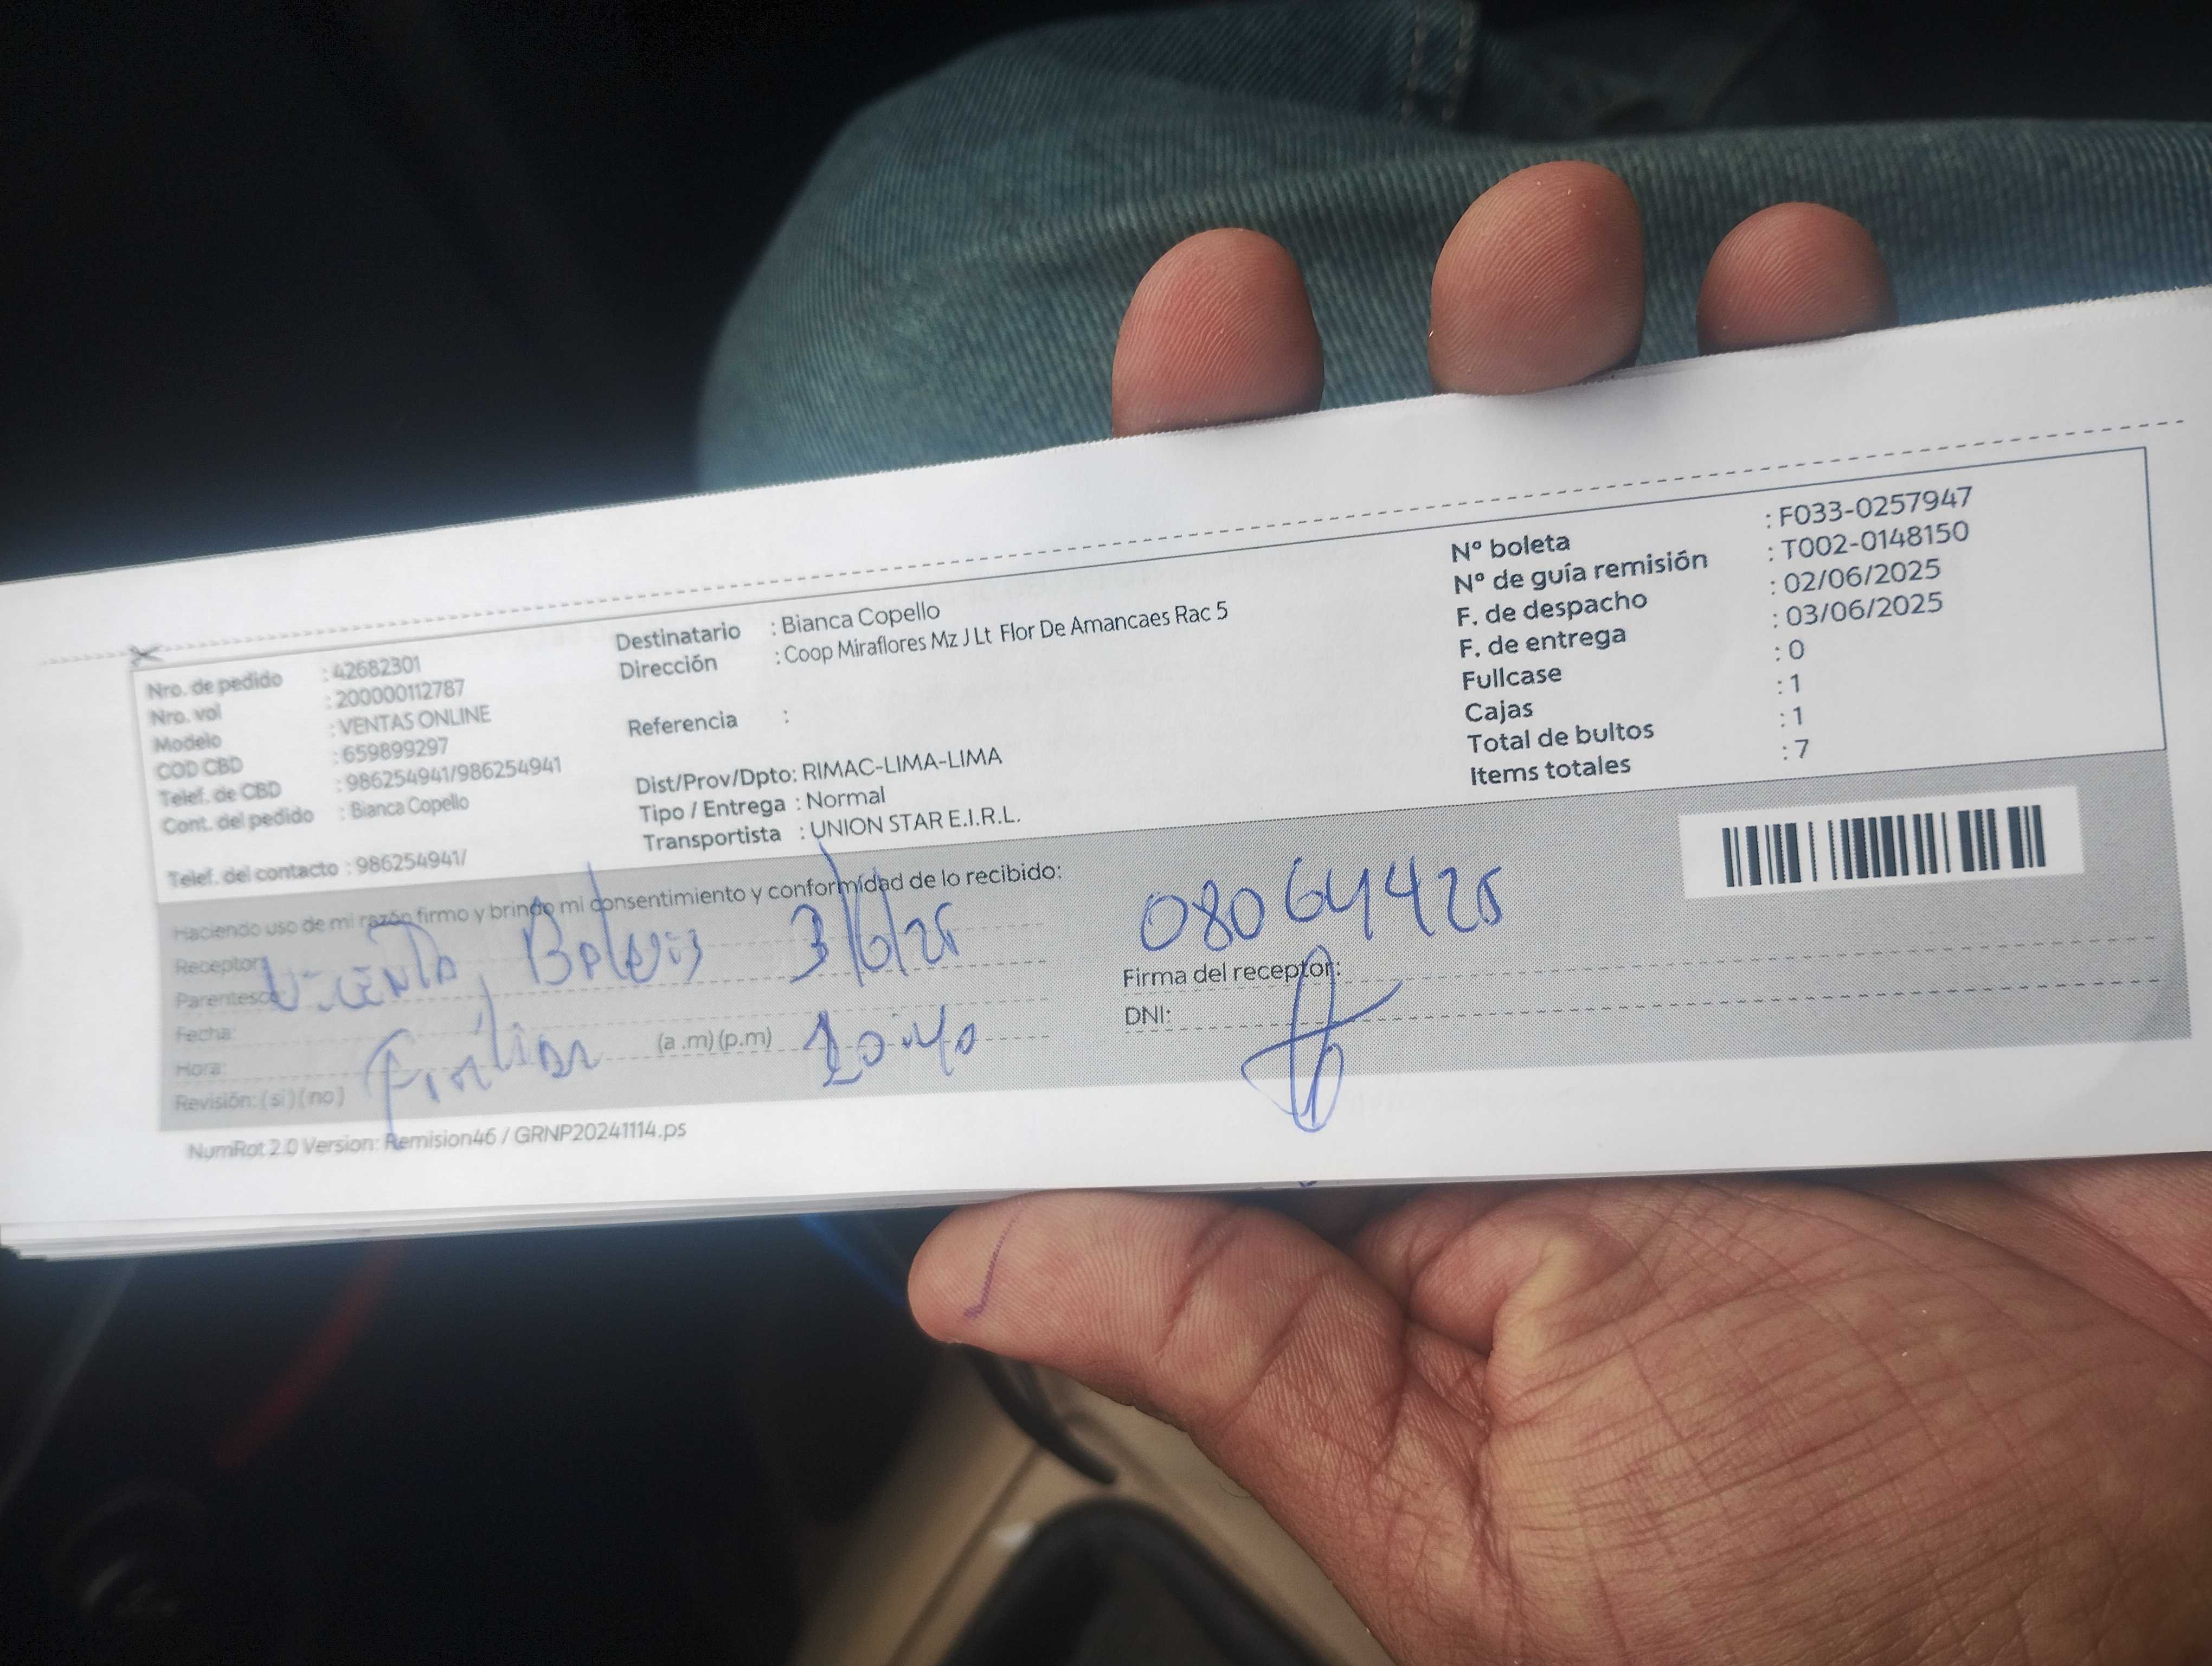 Nro. de pedido : 42682301
Nro. vol : 200000112787
Modelo : VENTAS ONLINE
COD CBD : 659899297
Telef. de CBD : 986254941/986254941
Cont. del pedido : Bianca Copello
Telef. del contacto : 986254941/
Destinatario : Bianca Copello
Dirección : Coop Miraflores Mz J Lt Flor De Amancaes Rac 5
Referencia :
Dist/Prov/Dpto: RIMAC-LIMA-LIMA
Tipo / Entrega : Normal
Transportista : UNION STAR E.I.R.L.
N° boleta : F033-0257947
N° de guía remisión : T002-0148150
F. de despacho : 02/06/2025
F. de entrega : 03/06/2025
Fullcase : 0
Cajas : 1
Total de bultos : 1
Items totales : 7
Haciendo uso de mi razón firmo y brindo mi consentimiento y conformidad de lo recibido:
Receptor: 3/6/25
Parentesco:
Fecha:
Hora: (a .m) (p.m) 10:40
Revisión: (si) (no)
08064425
Firma del receptor:
DNI:
NumRot 2.0 Version: Remision46 / GRNP20241114.ps